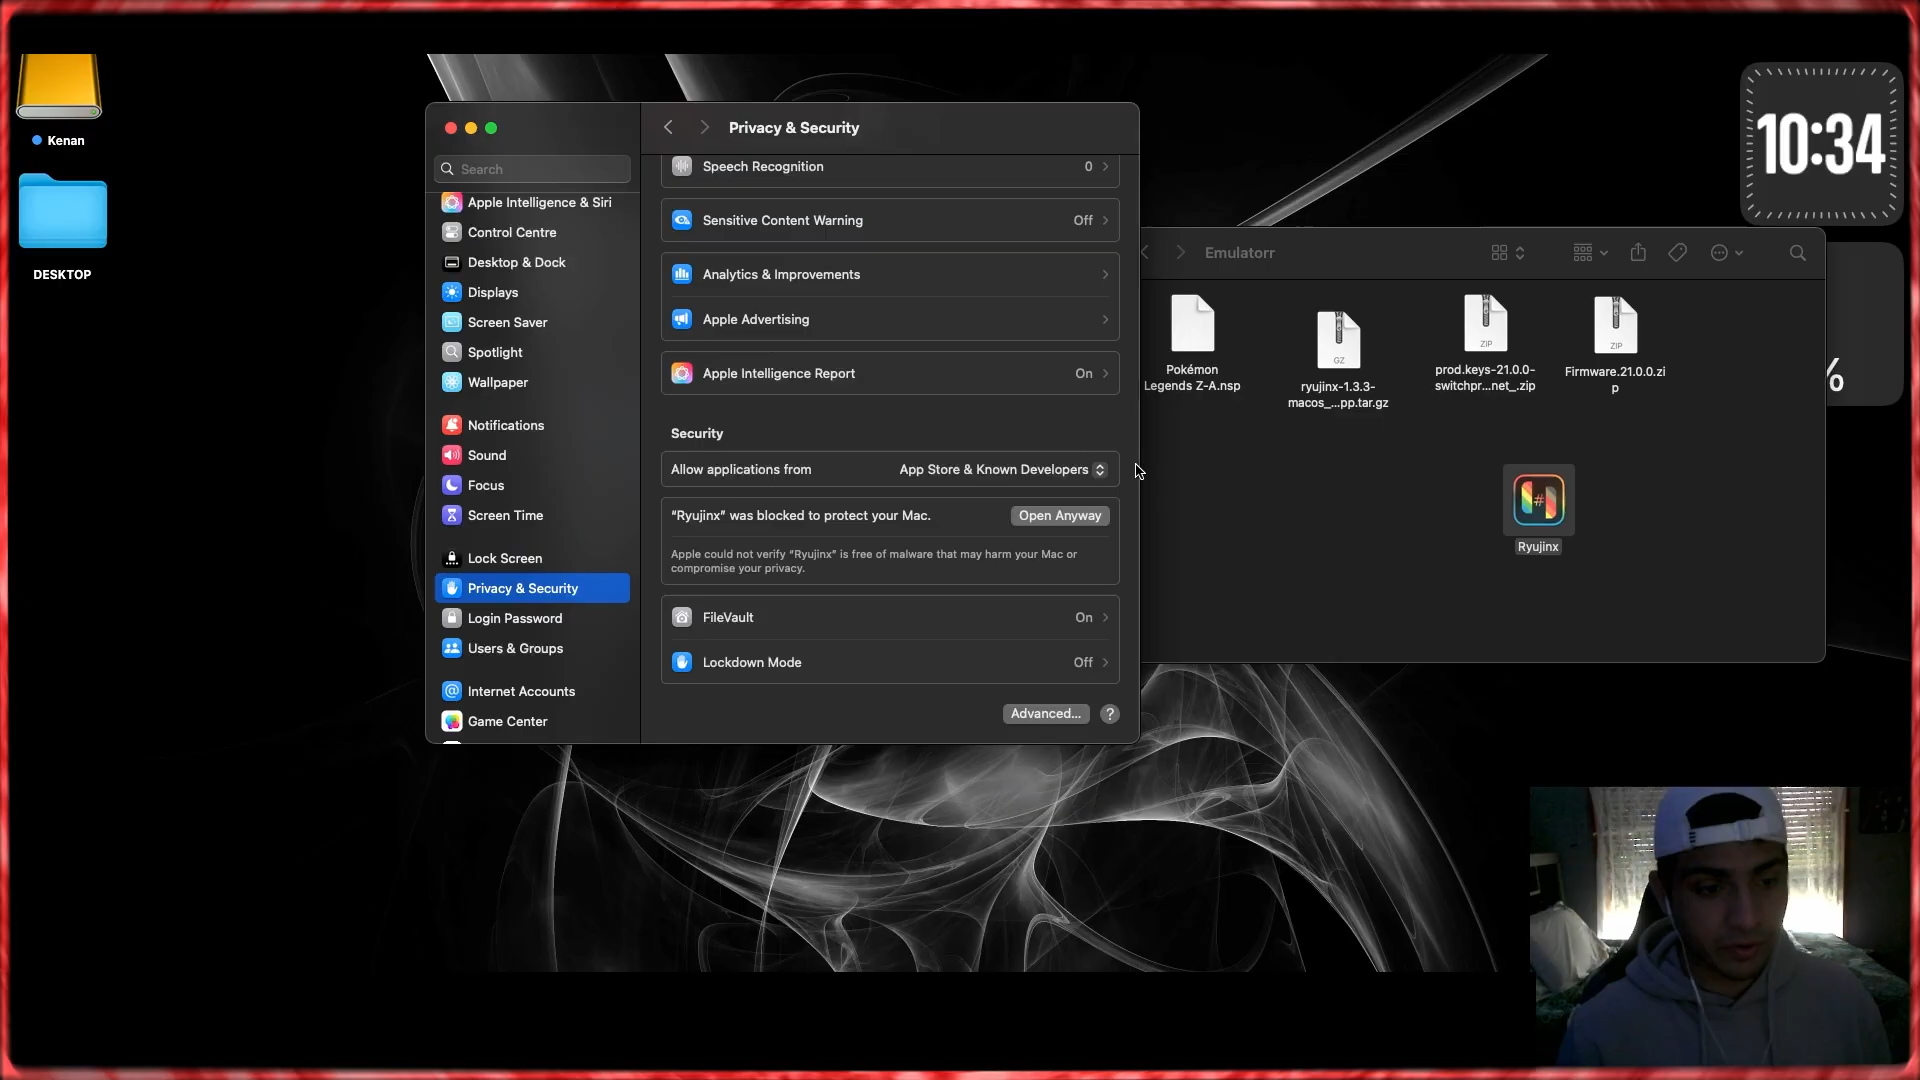 Kenan
DESKTOP
10:34
%
Search
Apple Intelligence & Siri
Control Centre
Desktop & Dock
Displays
Screen Saver
Spotlight
Wallpaper
Notifications
Sound
Focus
Screen Time
Lock Screen
Privacy & Security
Login Password
Users & Groups
Internet Accounts
Game Center
Privacy & Security
Speech Recognition 0
Sensitive Content Warning Off
Analytics & Improvements
Apple Advertising
Apple Intelligence Report On
Security
Allow applications from App Store & Known Developers
“Ryujinx” was blocked to protect your Mac. Open Anyway
Apple could not verify “Ryujinx” is free of malware that may harm your Mac or
compromise your privacy.
FileVault On
Lockdown Mode Off
Advanced... ?
Emulatorr
Pokémon
Legends Z-A.nsp
GZ
ryujinx-1.3.3-
macos_...pp.tar.gz
ZIP
prod.keys-21.0.0-
switchpr...net_.zip
ZIP
Firmware.21.0.0.zi
p
#
Ryujinx